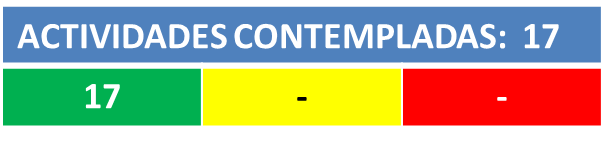 ACTIVIDADES CONTEMPLADAS: 17
17 - -